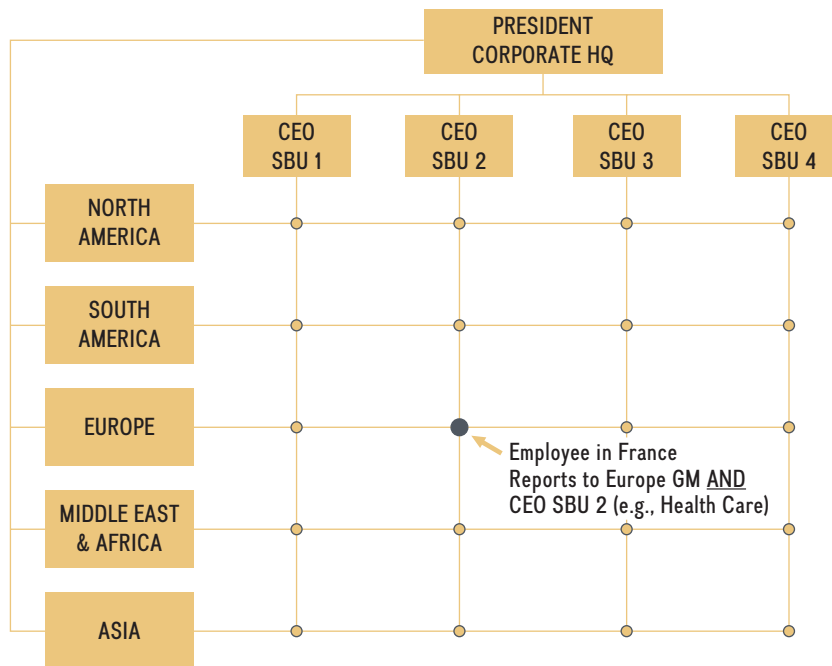 PRESIDENT
CORPORATE HQ
CEO
SBU 1
CEO
SBU 2
CEO
SBU 3
CEO
SBU 4
NORTH
AMERICA
SOUTH
AMERICA
EUROPE
Employee in France
Reports to Europe GM AND
CEO SBU 2 (e.g., Health Care)
MIDDLE EAST
& AFRICA
ASIA